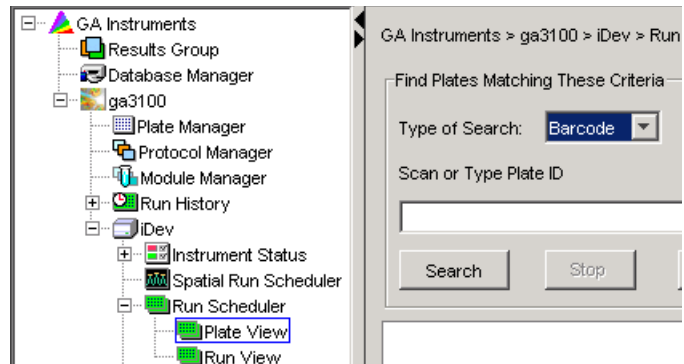 GA Instruments
Results Group
Database Manager
ga3100
Plate Manager
Protocol Manager
Module Manager
Run History
iDev
Instrument Status
Spatial Run Scheduler
Run Scheduler
Plate View
Run View
GA Instruments > ga3100 > iDev > Run
Find Plates Matching These Criteria
Type of Search: Barcode
Scan or Type Plate ID
Search Stop